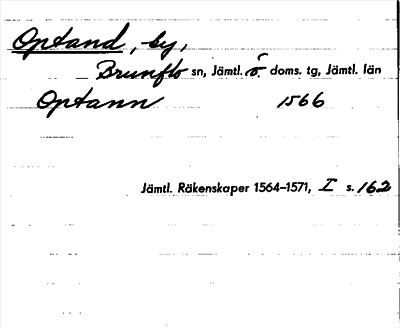 Optand, by,
Brunflo sn, Jämtl. ö doms. tg, Jämtl. län
Optann 1566
Jämtl. Räkenskaper 1564–1571, I s. 162